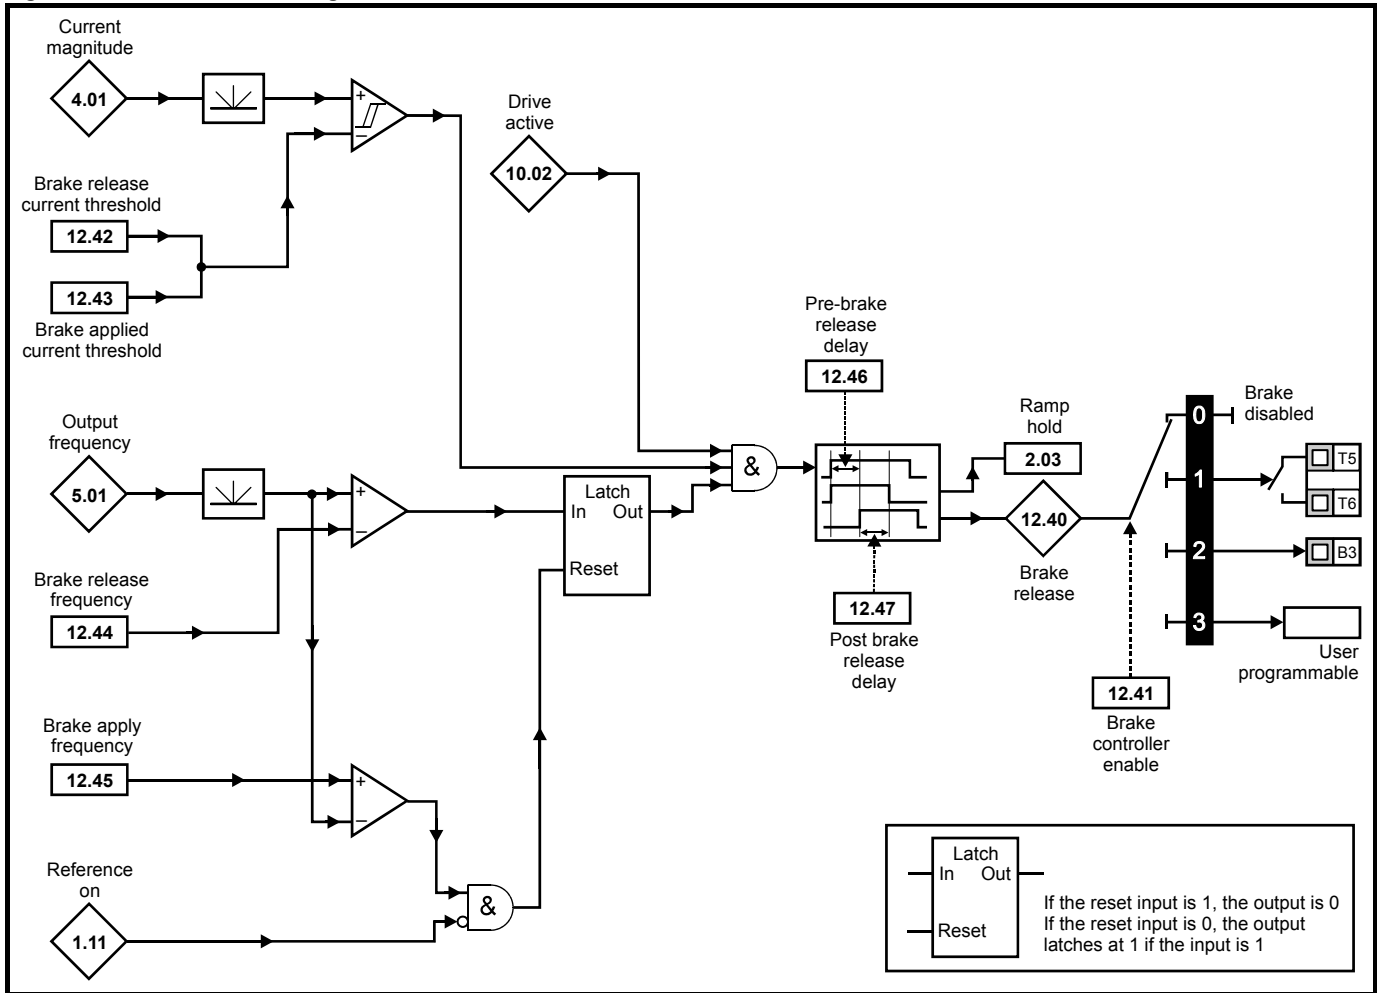 Current
magnitude
4.01
+
−
Drive
active
10.02
Brake release
current threshold
12.42
12.43
Brake applied
current threshold
Pre-brake
release
delay
12.46
Output
frequency
5.01
+
−
Latch
In Out
Reset
&
Ramp
hold
2.03
12.40
Brake
release
0
Brake
disabled
1
T5
T6
2
B3
3
User
programmable
Brake release
frequency
12.44
12.47
Post brake
release
delay
12.41
Brake
controller
enable
Brake apply
frequency
12.45
+
−
Reference
on
1.11
&
Latch
In Out
Reset
If the reset input is 1, the output is 0
If the reset input is 0, the output
latches at 1 if the input is 1